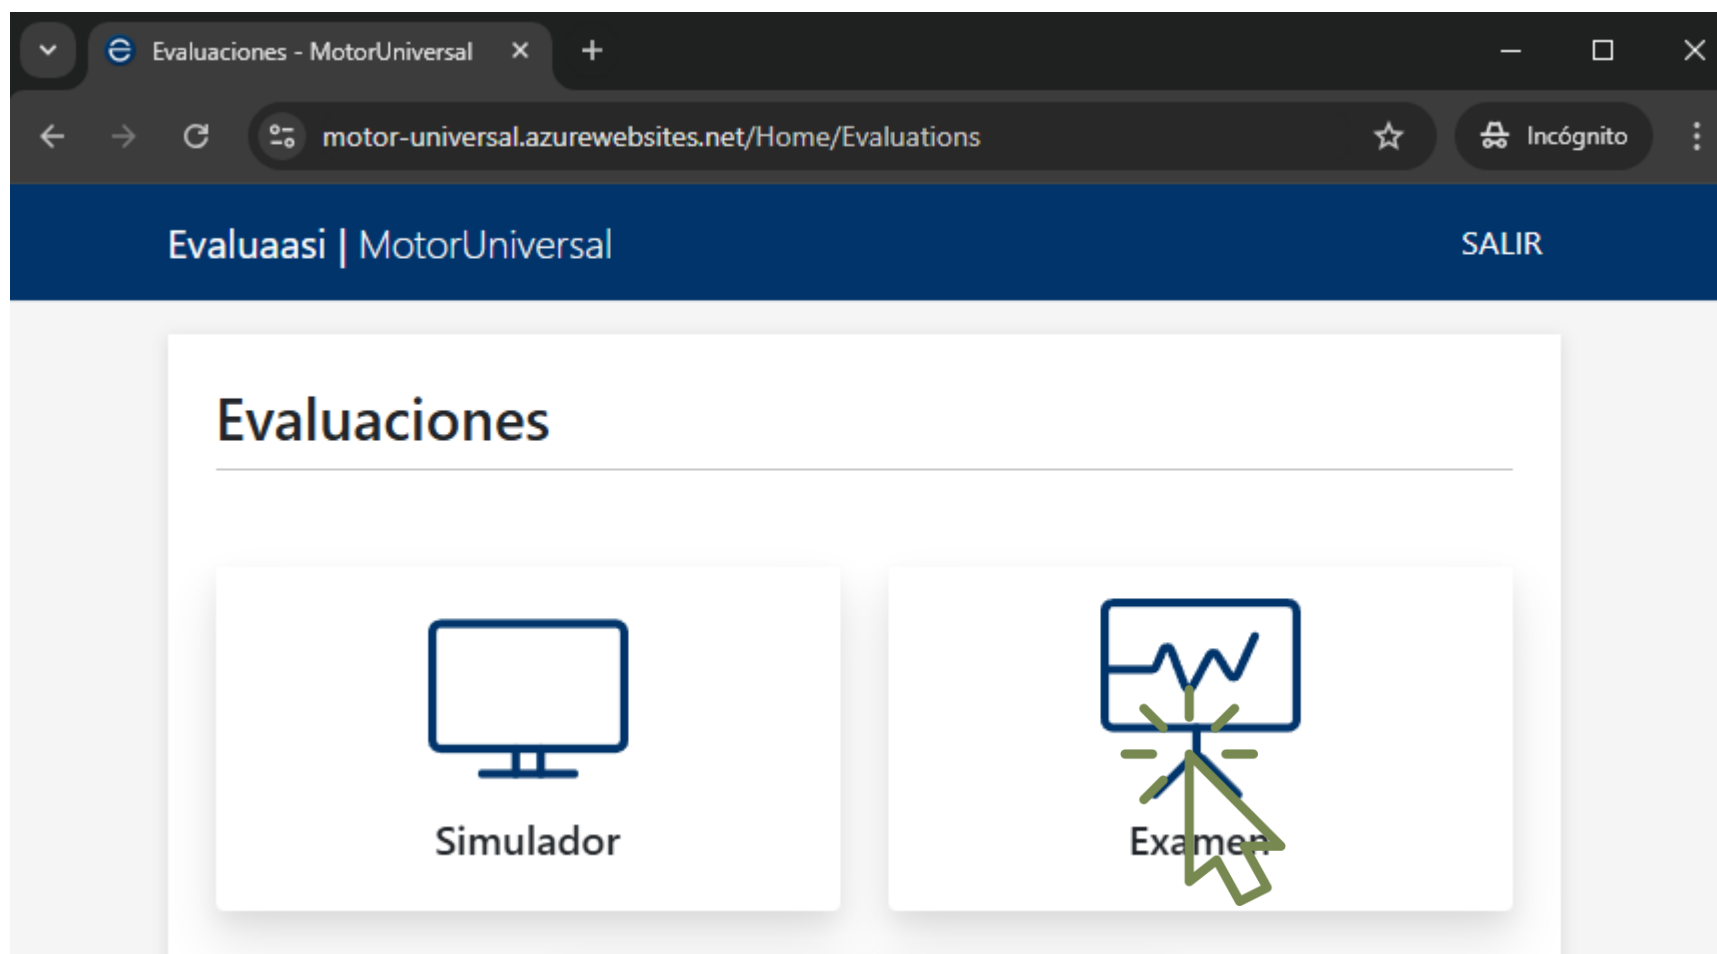 Evaluaciones - MotorUniversal
motor-universal.azurewebsites.net/Home/Evaluations
Incógnito
Evaluaasi | MotorUniversal
SALIR
Evaluaciones
Simulador
Examen